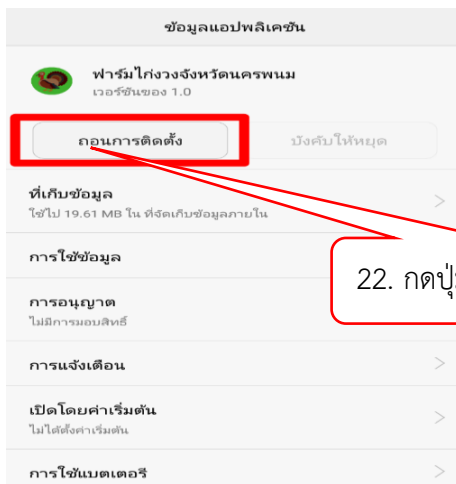 ข้อมูลแอปพลิเคชัน
ฟาร์มไก่งวงจังหวัดนครพนม
เวอร์ชันของ 1.0
ถอนการติดตั้ง
บังคับให้หยุด
ที่เก็บข้อมูล
ใช้ไป 19.61 MB ใน ที่จัดเก็บข้อมูลภายใน
การใช้ข้อมูล
22. กดปุ่ม
การอนุญาต
ไม่มีการมอบสิทธิ์
การแจ้งเตือน
เปิดโดยค่าเริ่มต้น
ไม่ได้ตั้งค่าเริ่มต้น
การใช้แบตเตอรี